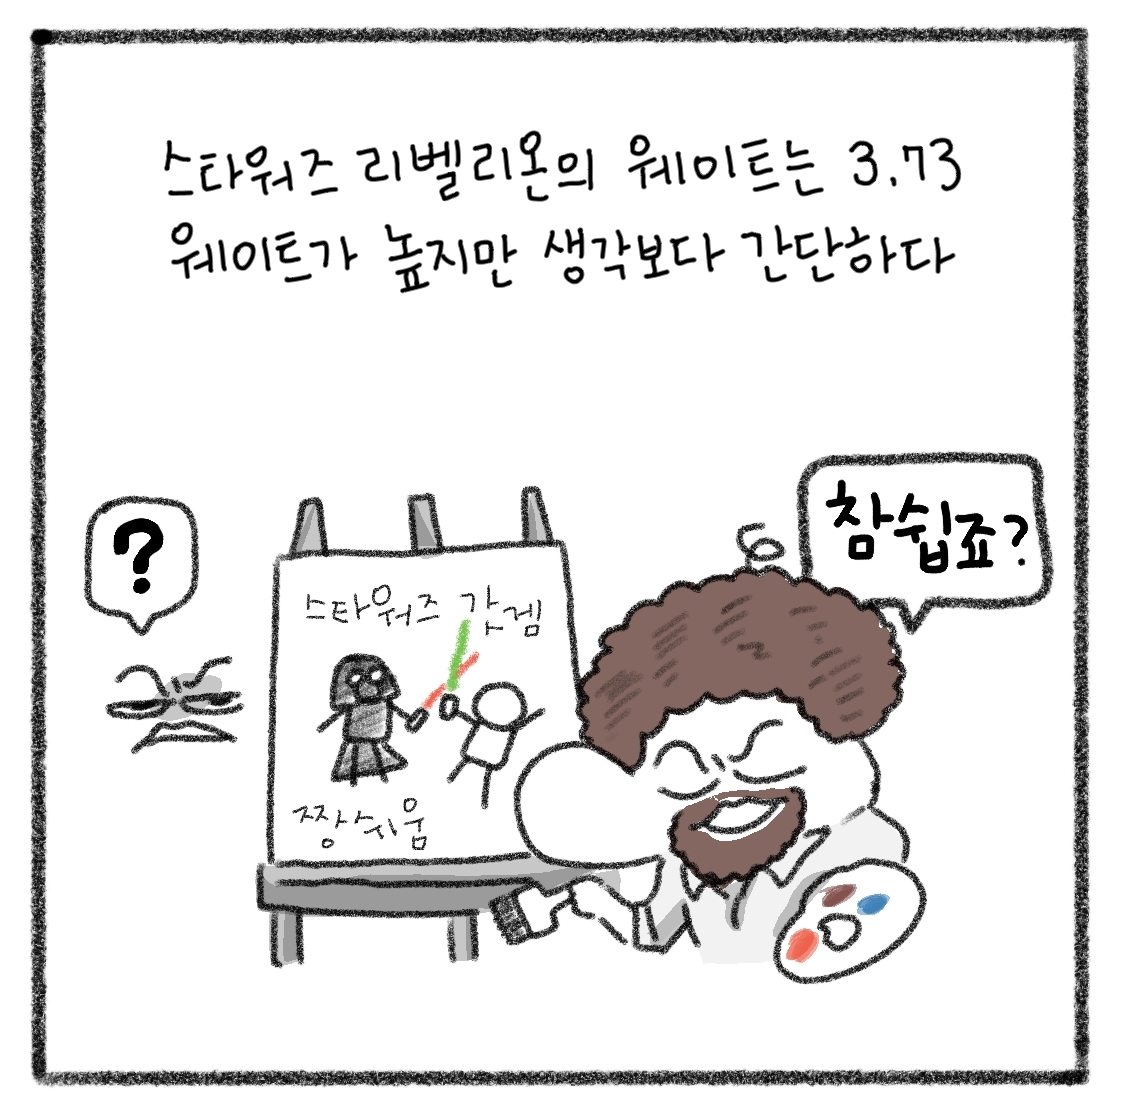 스타워즈 리벨리온의 웨이트는 3.73
웨이트가 높지만 생각보다 간단하다
?
참쉽죠?
스타워즈 갓겜
짱쉬움